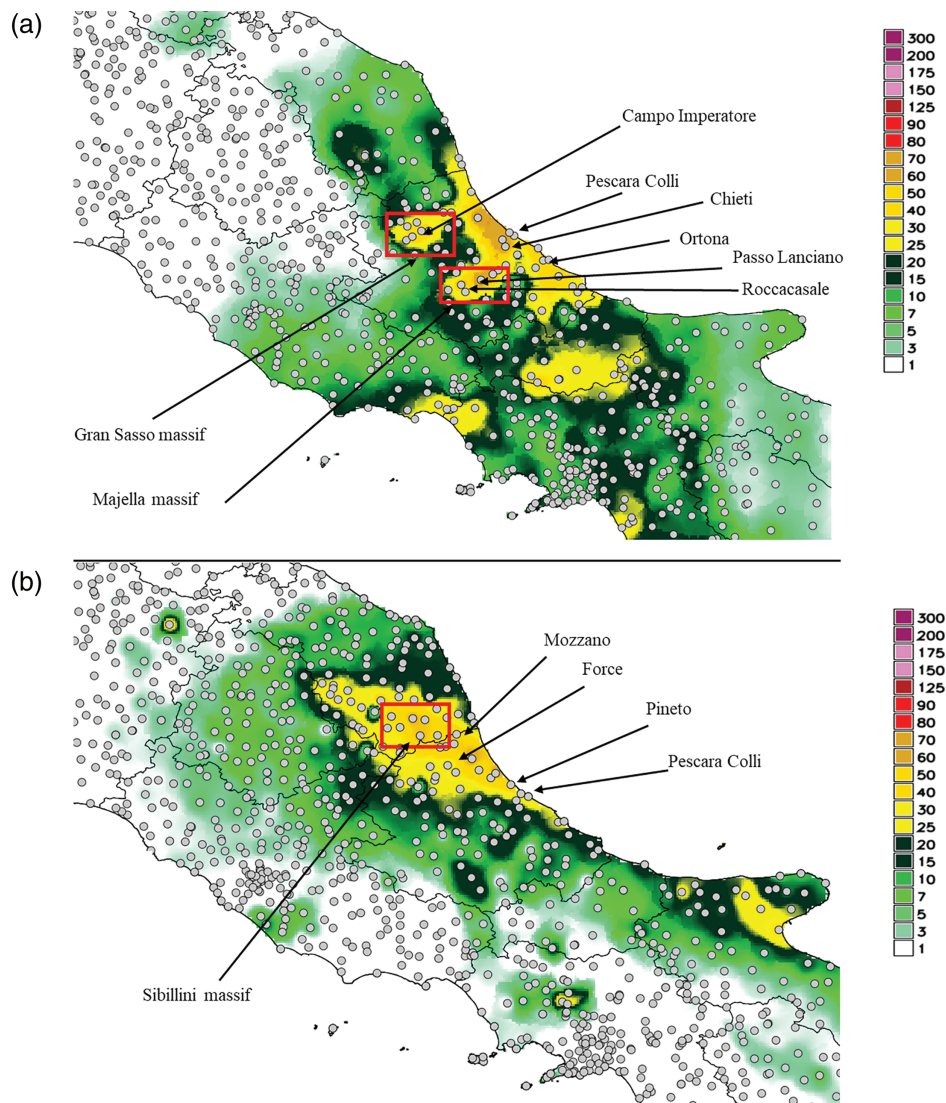 (a)
Campo Imperatore
Pescara Colli
Chieti
Ortona
Passo Lanciano
Roccacasale
Gran Sasso massif
Majella massif
300
200
175
150
125
90
80
70
60
50
40
30
25
20
15
10
7
5
3
1
(b)
Mozzano
Force
Pineto
Pescara Colli
Sibillini massif
300
200
175
150
125
90
80
70
60
50
40
30
25
20
15
10
7
5
3
1